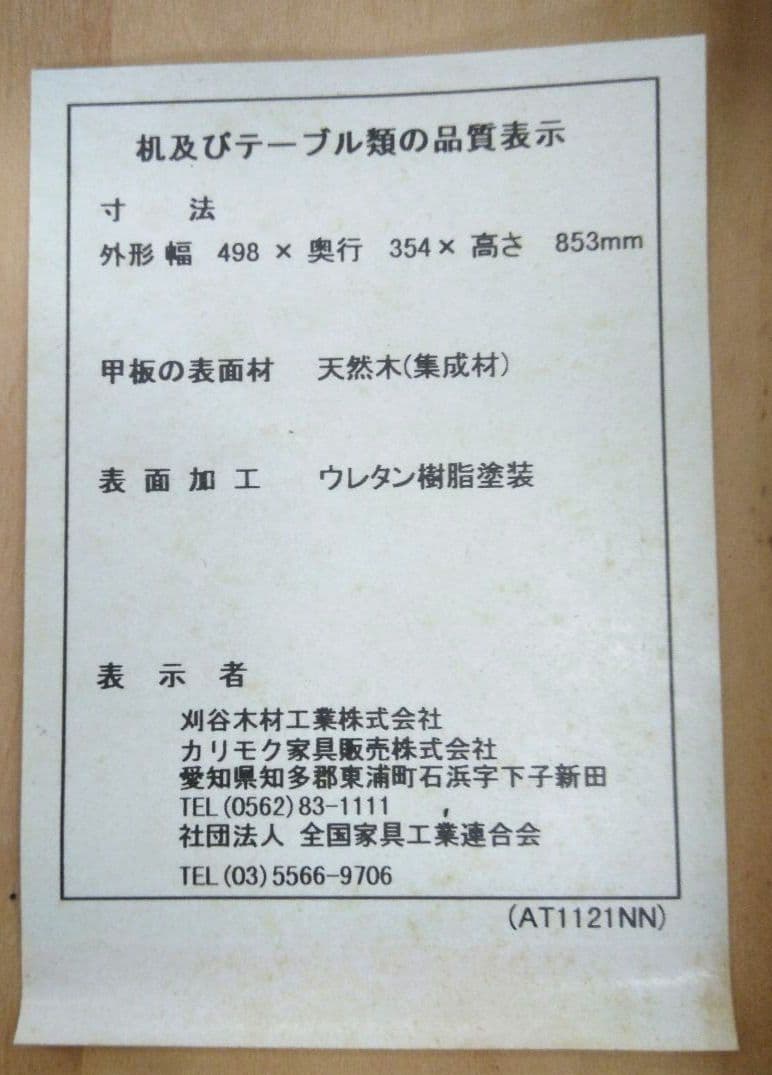 机及びテーブル類の品質表示
寸 法
外形 幅 498 × 奥行 354 × 高さ 853mm
甲板の表面材 天然木(集成材)
表面加工 ウレタン樹脂塗装
表示者
刈谷木材工業株式会社
カリモク家具販売株式会社
愛知県知多郡東浦町石浜字下子新田
TEL(0562)83-1111
社団法人 全国家具工業連合会
TEL(03)5566-9706
(AT1121NN)